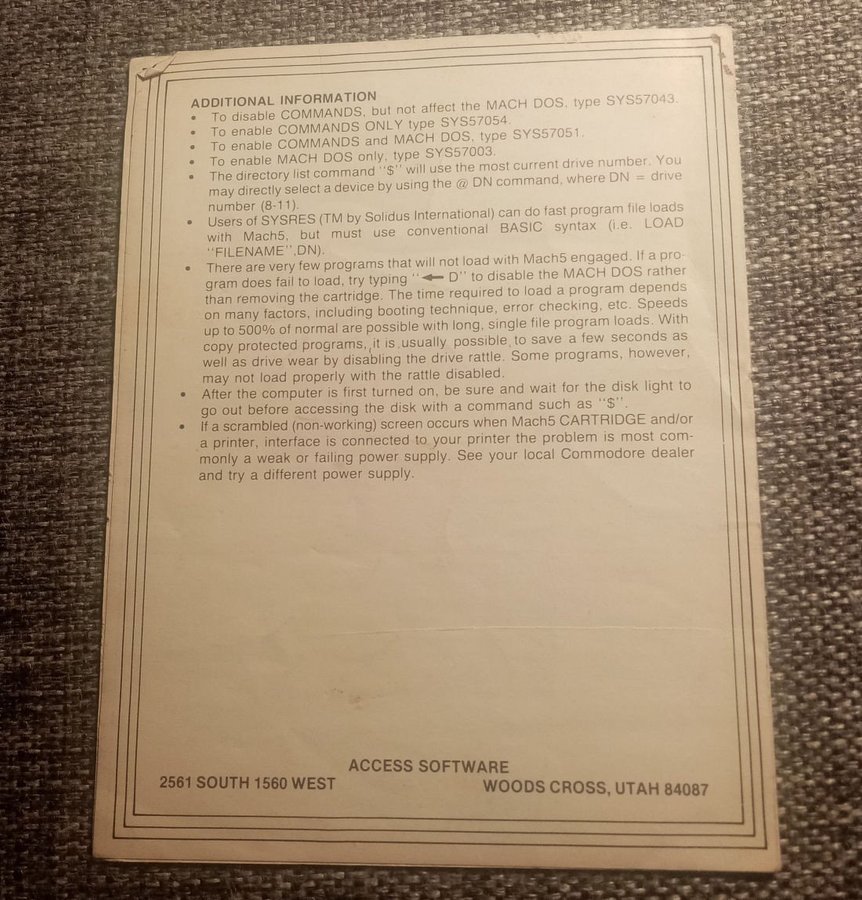 ADDITIONAL INFORMATION
• To disable COMMANDS, but not affect the MACH DOS, type SYS57043.
• To enable COMMANDS ONLY type SYS57054.
• To enable COMMANDS and MACH DOS, type SYS57051.
• To enable MACH DOS only, type SYS57003.
• The directory list command ''$'' will use the most current drive number. You
may directly select a device by using the @ DN command, where DN = drive
number (8-11).
• Users of SYSRES (TM by Solidus International) can do fast program file loads
with Mach5, but must use conventional BASIC syntax (i.e. LOAD
''FILENAME'',DN).
• There are very few programs that will not load with Mach5 engaged. If a pro-
gram does fail to load, try typing ''← D'' to disable the MACH DOS rather
than removing the cartridge. The time required to load a program depends
on many factors, including booting technique, error checking, etc. Speeds
up to 500% of normal are possible with long, single file program loads. With
copy protected programs, it is usually possible to save a few seconds as
well as drive wear by disabling the drive rattle. Some programs, however,
may not load properly with the rattle disabled.
• After the computer is first turned on, be sure and wait for the disk light to
go out before accessing the disk with a command such as ''$''.
• If a scrambled (non-working) screen occurs when Mach5 CARTRIDGE and/or
a printer, interface is connected to your printer the problem is most com-
monly a weak or failing power supply. See your local Commodore dealer
and try a different power supply.
ACCESS SOFTWARE
2561 SOUTH 1560 WEST WOODS CROSS, UTAH 84087